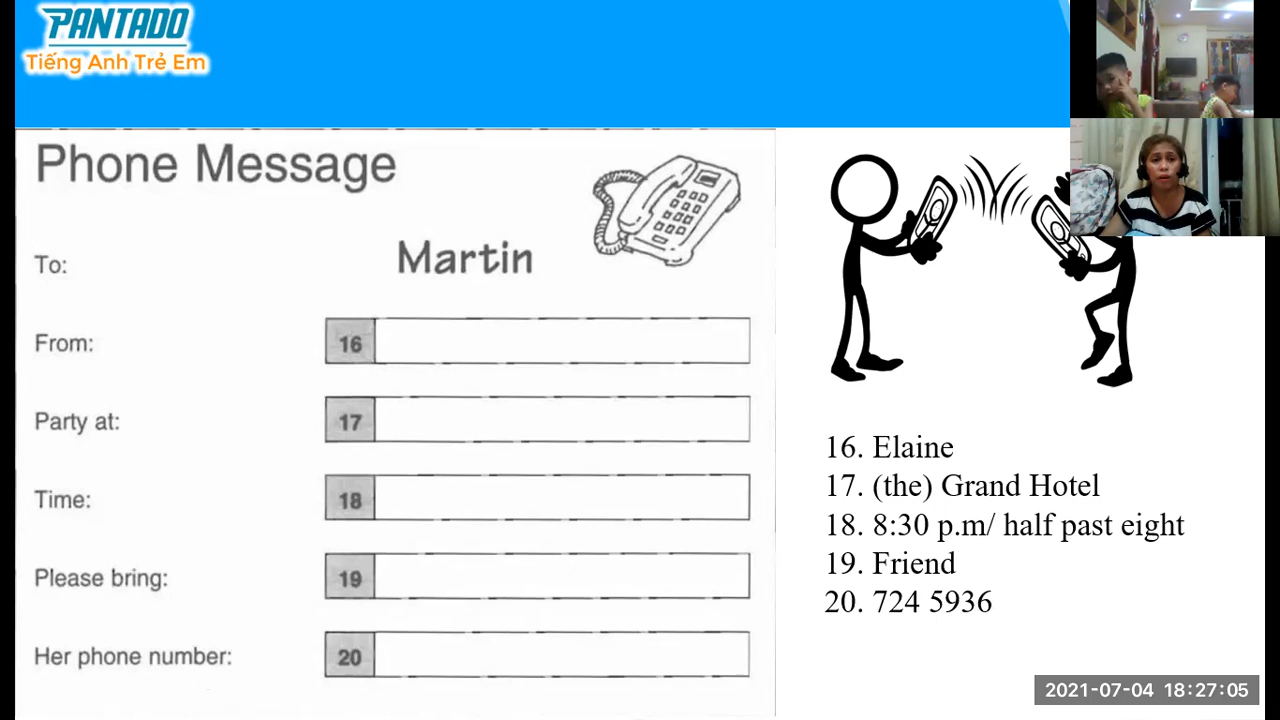 PANTADO
Tiếng Anh Trẻ Em
Phone Message
To: Martin
From: 16
Party at: 17
Time: 18
Please bring: 19
Her phone number: 20
16. Elaine
17. (the) Grand Hotel
18. 8:30 p.m/ half past eight
19. Friend
20. 724 5936
2021-07-04 18:27:05